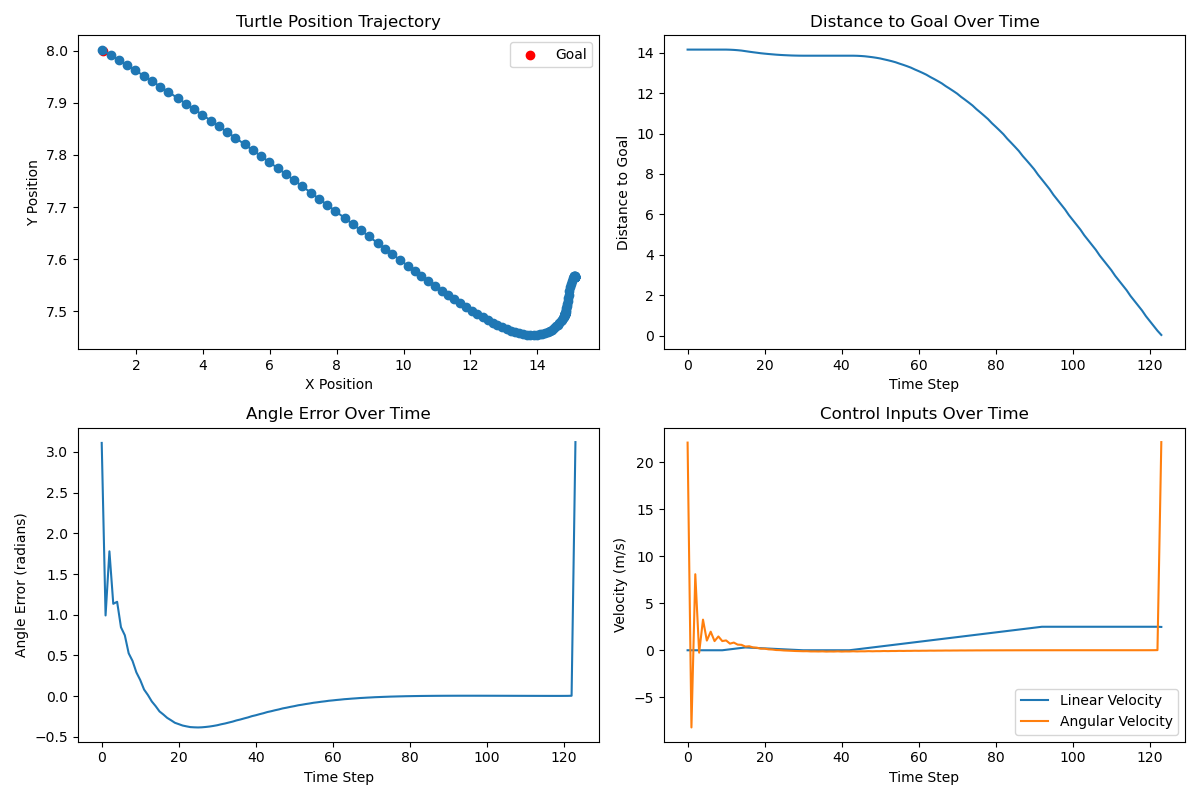 Turtle Position Trajectory
Y Position
8.0
7.9
7.8
7.7
7.6
7.5
Goal
2 4 6 8 10 12 14
X Position
Distance to Goal Over Time
Distance to Goal
14
12
10
8
6
4
2
0
0 20 40 60 80 100 120
Time Step
Angle Error Over Time
Angle Error (radians)
3.0
2.5
2.0
1.5
1.0
0.5
0.0
−0.5
0 20 40 60 80 100 120
Time Step
Control Inputs Over Time
Velocity (m/s)
20
15
10
5
0
−5
Linear Velocity
Angular Velocity
0 20 40 60 80 100 120
Time Step